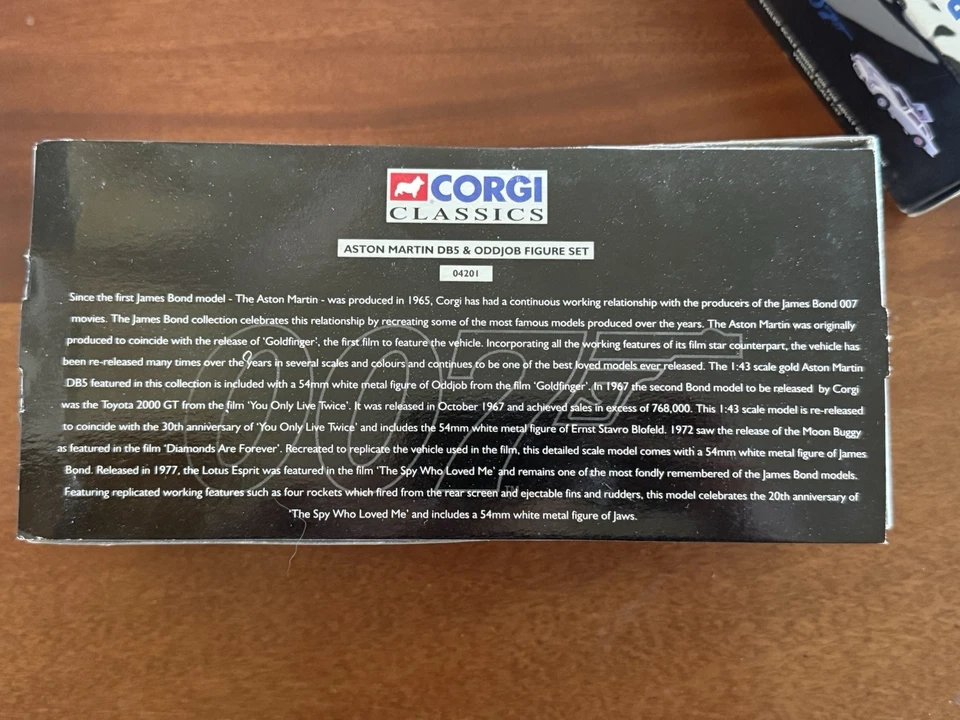 CORGI
CLASSICS
ASTON MARTIN DB5 & ODDJOB FIGURE SET
04201
Since the first James Bond model - The Aston Martin - was produced in 1965, Corgi has had a continuous working relationship with the producers of the James Bond 007
movies. The James Bond collection celebrates this relationship by recreating some of the most famous models produced over the years. The Aston Martin was originally
produced to coincide with the release of 'Goldfinger', the first film to feature the vehicle. Incorporating all the working features of its film star counterpart, the vehicle has
been re-released many times over the years in several scales and colours and continues to be one of the best loved models ever released. The 1:43 scale gold Aston Martin
DB5 featured in this collection is included with a 54mm white metal figure of Oddjob from the film 'Goldfinger'. In 1967 the second Bond model to be released by Corgi
was the Toyota 2000 GT from the film 'You Only Live Twice'. It was released in October 1967 and achieved sales in excess of 768,000. This 1:43 scale model is re-released
to coincide with the 30th anniversary of 'You Only Live Twice' and includes the 54mm white metal figure of Ernst Stavro Blofeld. 1972 saw the release of the Moon Buggy
as featured in the film 'Diamonds Are Forever'. Recreated to replicate the vehicle used in the film, this detailed scale model comes with a 54mm white metal figure of James
Bond. Released in 1977, the Lotus Esprit was featured in the film 'The Spy Who Loved Me' and remains one of the most fondly remembered of the James Bond models.
Featuring replicated working features such as four rockets which fired from the rear screen and ejectable fins and rudders, this model celebrates the 20th anniversary of
'The Spy Who Loved Me' and includes a 54mm white metal figure of Jaws.
007
TM